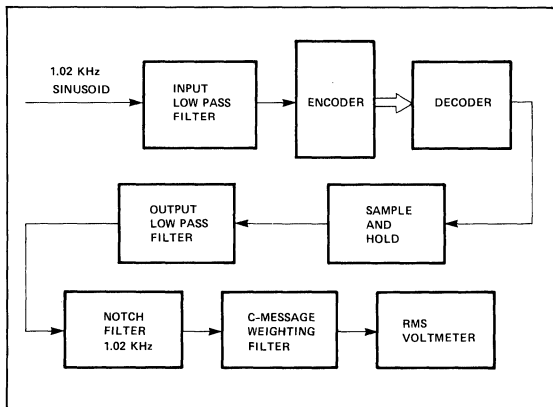 1.02 KHz
SINUSOID
INPUT
LOW PASS
FILTER
ENCODER
DECODER
OUTPUT
LOW PASS
FILTER
SAMPLE
AND
HOLD
NOTCH
FILTER
1.02 KHz
C-MESSAGE
WEIGHTING
FILTER
RMS
VOLTMETER